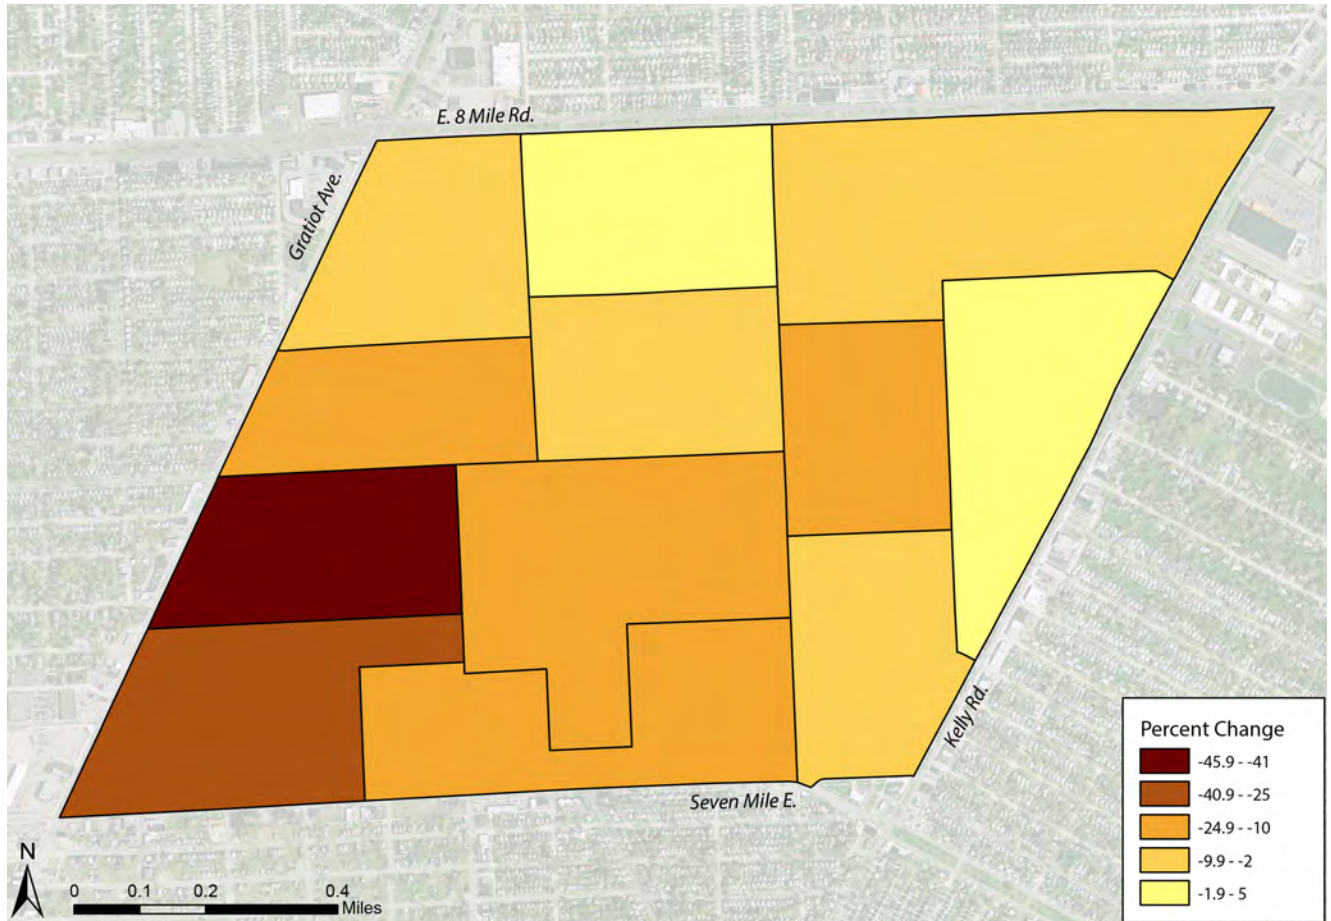 E. 8 Mile Rd.
Gratiot Ave.
Kelly Rd.
Seven Mile E.
Percent Change
-45.9 - -41
-40.9 - -25
-24.9 - -10
-9.9 - -2
-1.9 - 5
N
0 0.1 0.2 0.4
Miles